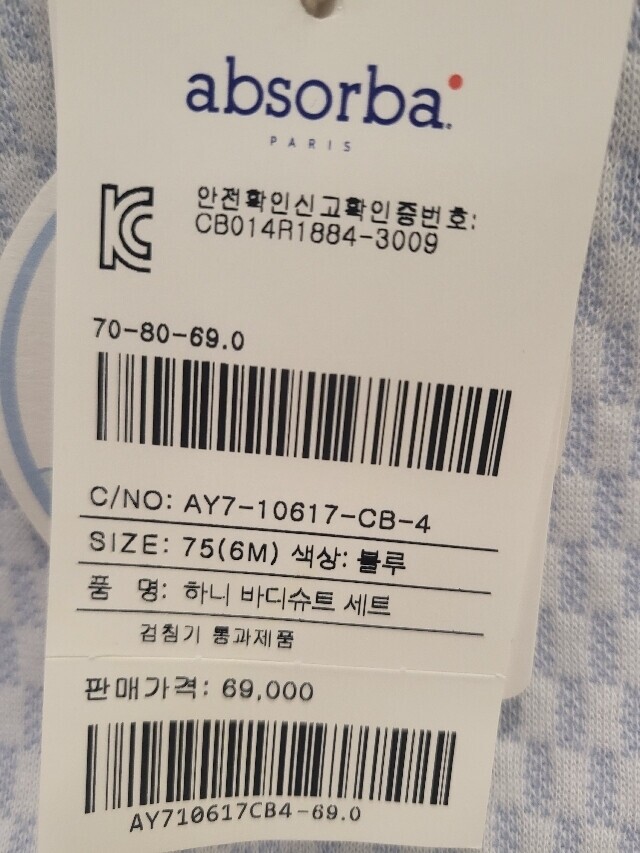 absorba
PARIS
안전확인신고확인증번호:
CB014R1884-3009
70-80-69.0
C/NO: AY7-10617-CB-4
SIZE: 75(6M) 색상: 블루
품 명: 하니 바디슈트 세트
검침기 통과제품
판매가격: 69,000
AY710617CB4-69.0